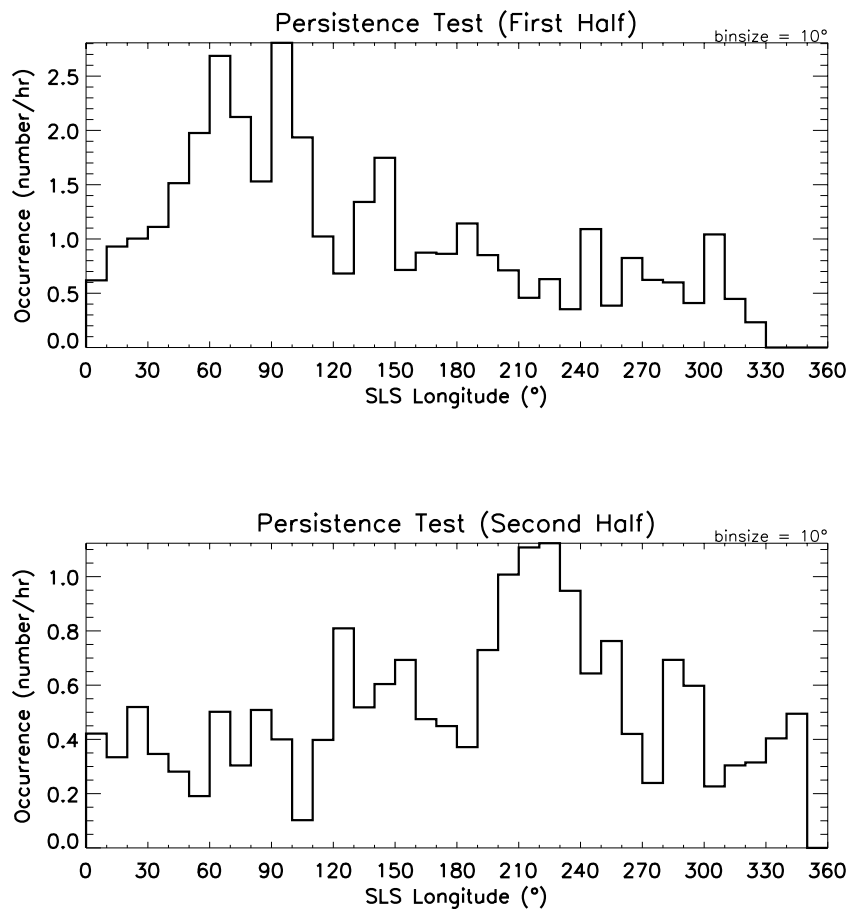 Persistence Test (First Half)
binsize = 10°
Occurrence (number/hr)
2.5
2.0
1.5
1.0
0.5
0.0
0 30 60 90 120 150 180 210 240 270 300 330 360
SLS Longitude (°)
Persistence Test (Second Half)
binsize = 10°
Occurrence (number/hr)
1.0
0.8
0.6
0.4
0.2
0.0
0 30 60 90 120 150 180 210 240 270 300 330 360
SLS Longitude (°)